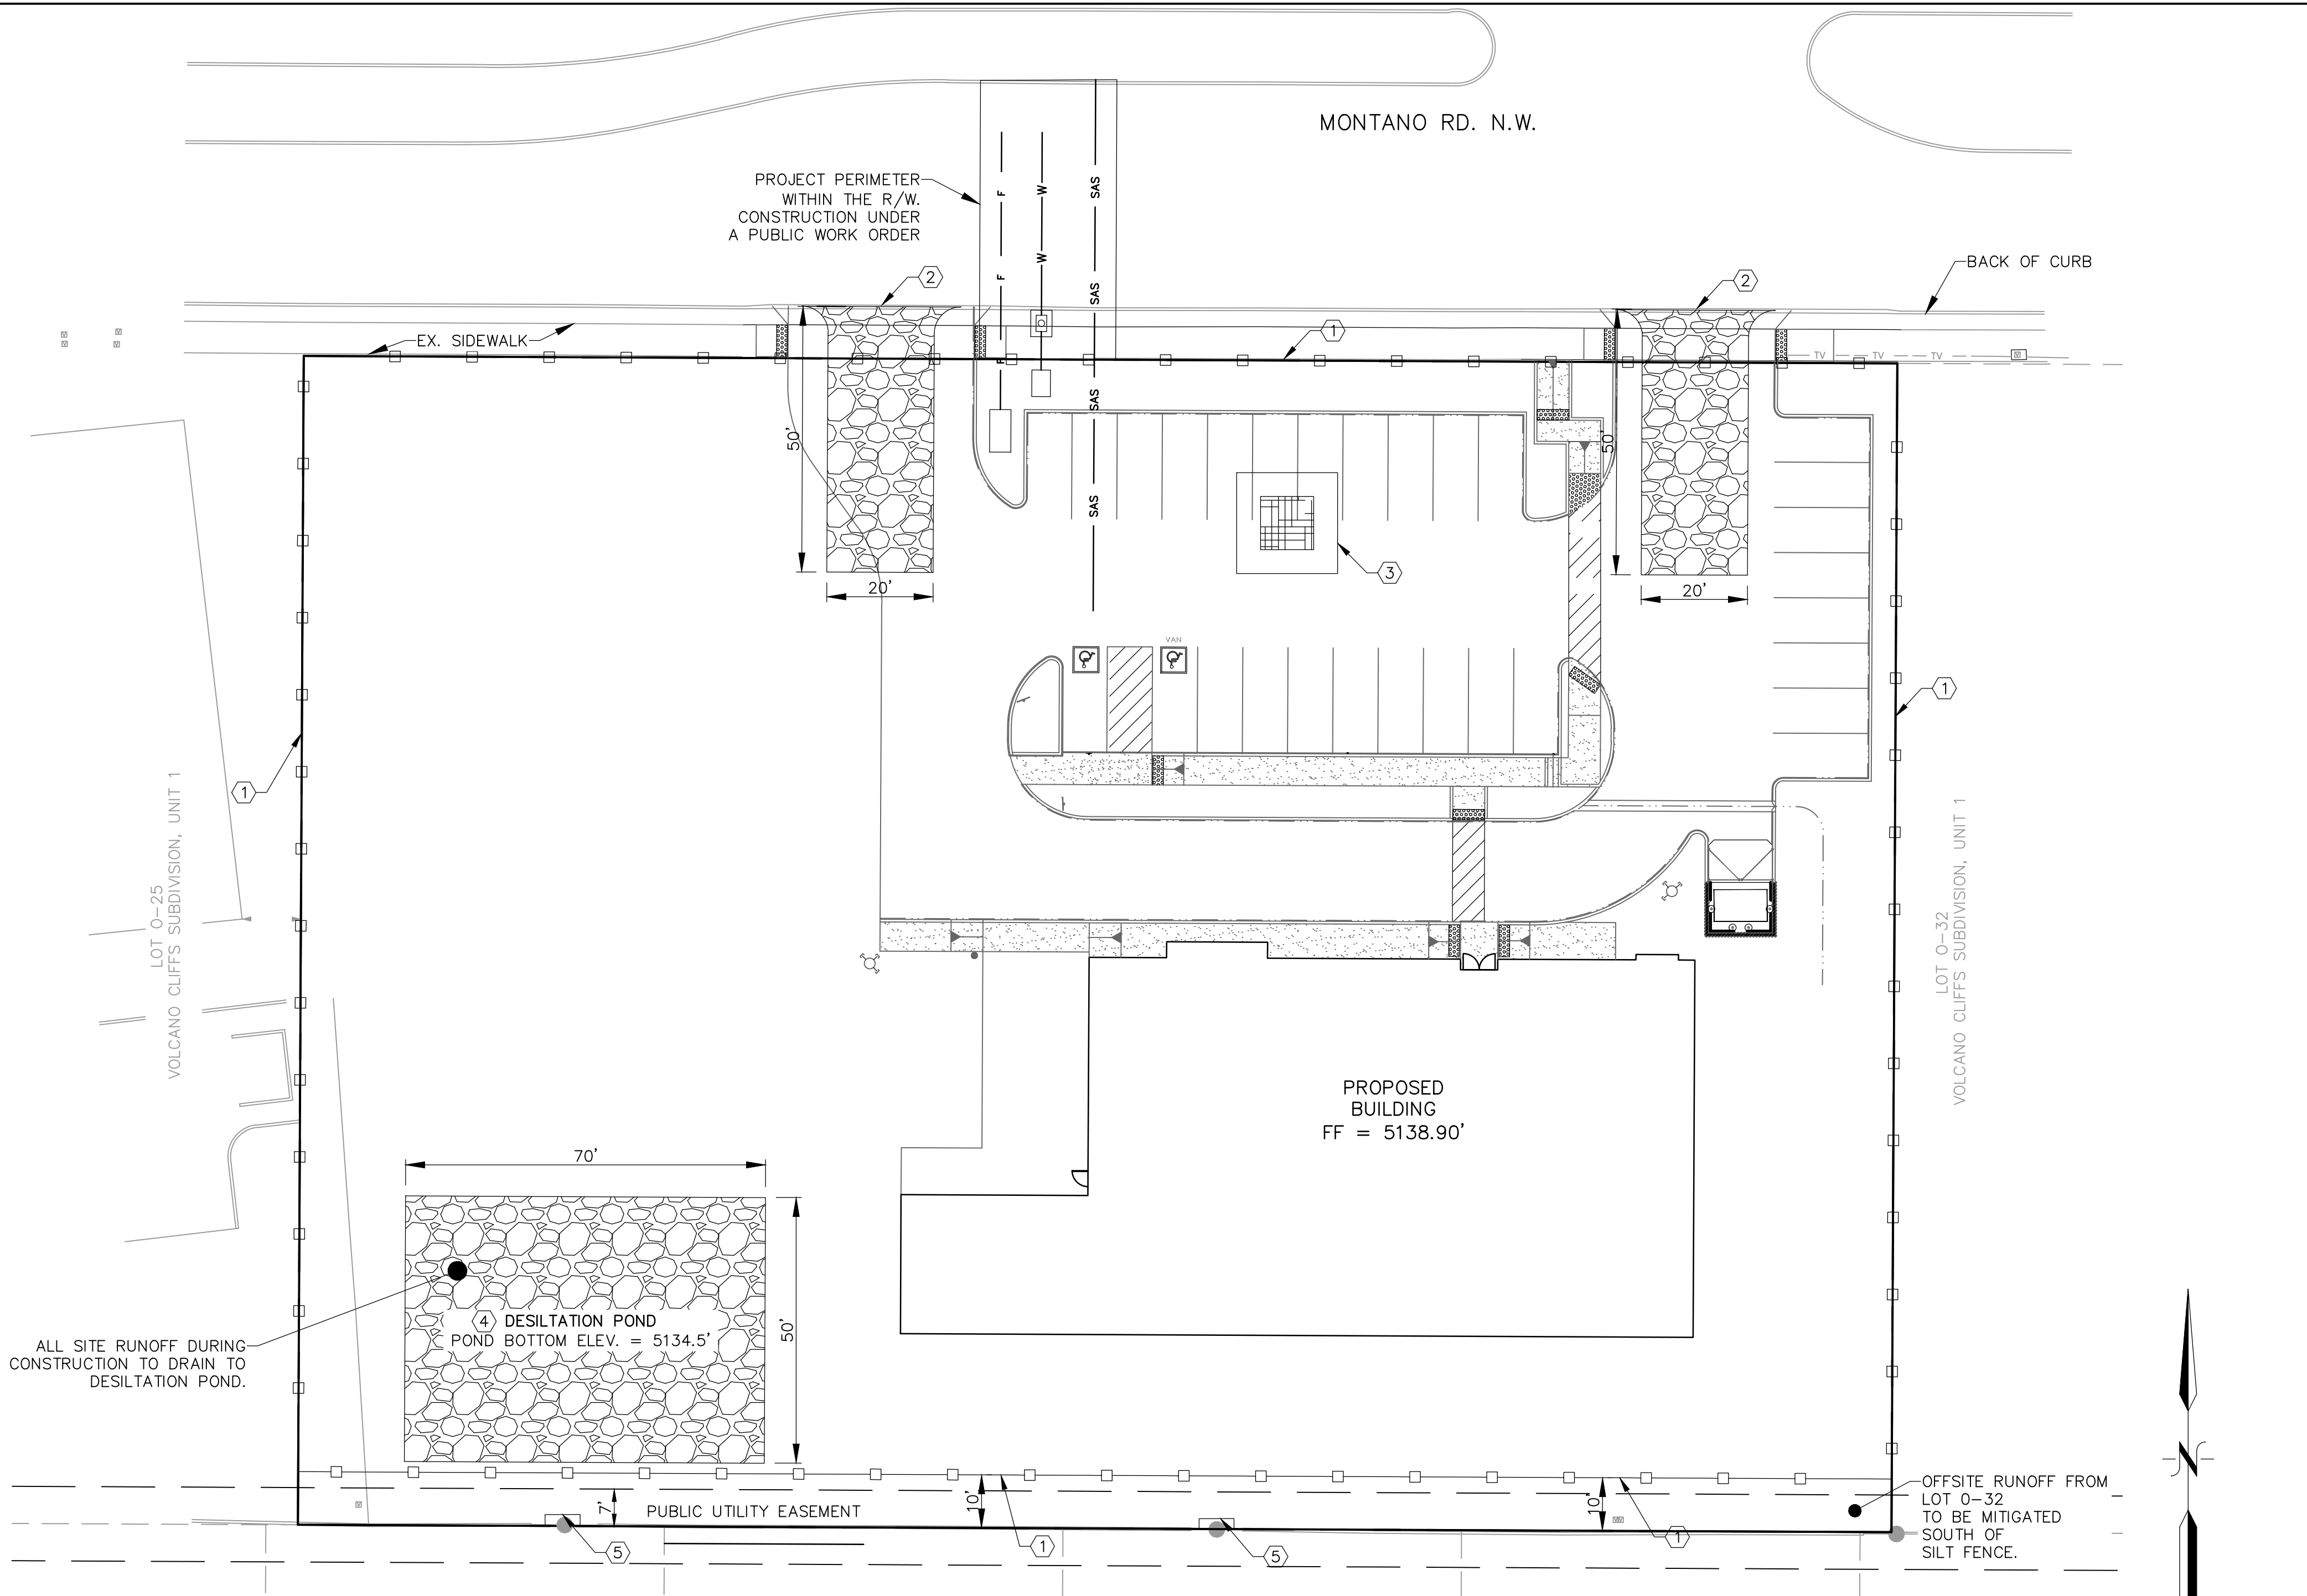 MONTANO RD. N.W.
PROJECT PERIMETER
WITHIN THE R/W.
CONSTRUCTION UNDER
A PUBLIC WORK ORDER
F
W
SAS
F
W
SAS
F
SAS
SAS
2
2
BACK OF CURB
EX. SIDEWALK
1
TV
TV
TV
50'
50'
20'
20'
3
VAN
1
1
LOT O-25
VOLCANO CLIFFS SUBDIVISION, UNIT 1
LOT O-32
VOLCANO CLIFFS SUBDIVISION, UNIT 1
PROPOSED
BUILDING
FF = 5138.90'
70'
50'
4 DESILTATION POND
POND BOTTOM ELEV. = 5134.5'
ALL SITE RUNOFF DURING
CONSTRUCTION TO DRAIN TO
DESILTATION POND.
7'
PUBLIC UTILITY EASEMENT
10'
10'
OFFSITE RUNOFF FROM
LOT O-32
TO BE MITIGATED
SOUTH OF
SILT FENCE.
5
1
5
1
N